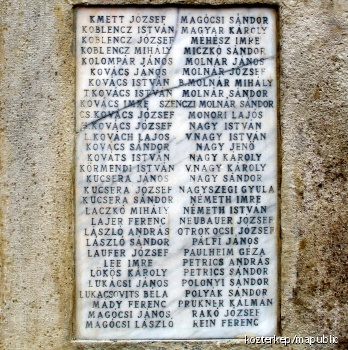 KMETT JÓZSEF
KOBLENCZ ISTVÁN
KOBLENCZ JÓZSEF
KOBLENCZ MIHÁLY
KOLOMPÁR JÁNOS
KOVÁCS JÁNOS
KOVÁCS ISTVÁN
T.KOVÁCS ISTVÁN
KOVÁCS IMRE
CS.KOVÁCS JÓZSEF
KOVÁCS JÓZSEF
L.KOVÁCH LAJOS
KOVÁCS SÁNDOR
KOVÁTS ISTVÁN
KÖRMENDI ISTVÁN
KUCSERA JÁNOS
KUCSERA JÓZSEF
KUCSERA SÁNDOR
LACZKÓ MIHÁLY
LAJER FERENC
LÁSZLÓ ANDRÁS
LÁSZLÓ SÁNDOR
LAUFER JÓZSEF
LEE IMRE
LŐKÖS KÁROLY
LUKÁCSI JÁNOS
LUKACSOVITS BÉLA
MADY FERENC
MAGÓCSI JÁNOS
MAGÓCSI LÁSZLÓ
MAGÓCSI SÁNDOR
MAGYAR KÁROLY
MÉHÉSZ IMRE
MICZKÓ SÁNDOR
MOLNÁR JÁNOS
MOLNÁR JÓZSEF
B.MOLNÁR MIHÁLY
MOLNÁR SÁNDOR
SZENCZI MOLNÁR SÁNDOR
MONORI LAJOS
NAGY ISTVÁN
V.NAGY ISTVÁN
NAGY JENŐ
NAGY KÁROLY
V.NAGY KÁROLY
NAGY SÁNDOR
NAGYSZEGI GYULA
NÉMETH IMRE
NÉMETH ISTVÁN
NEUBAUER JÓZSEF
OTROKÓCSI JÓZSEF
PÁLFI JÁNOS
PAULHEIM GÉZA
PETRICS ANDRÁS
PETRICS SÁNDOR
POLONYI SÁNDOR
POLYÁK SÁNDOR
PRUKNER KÁLMÁN
RAKÓ JÓZSEF
REIN FERENC
kozterkep/mapublic